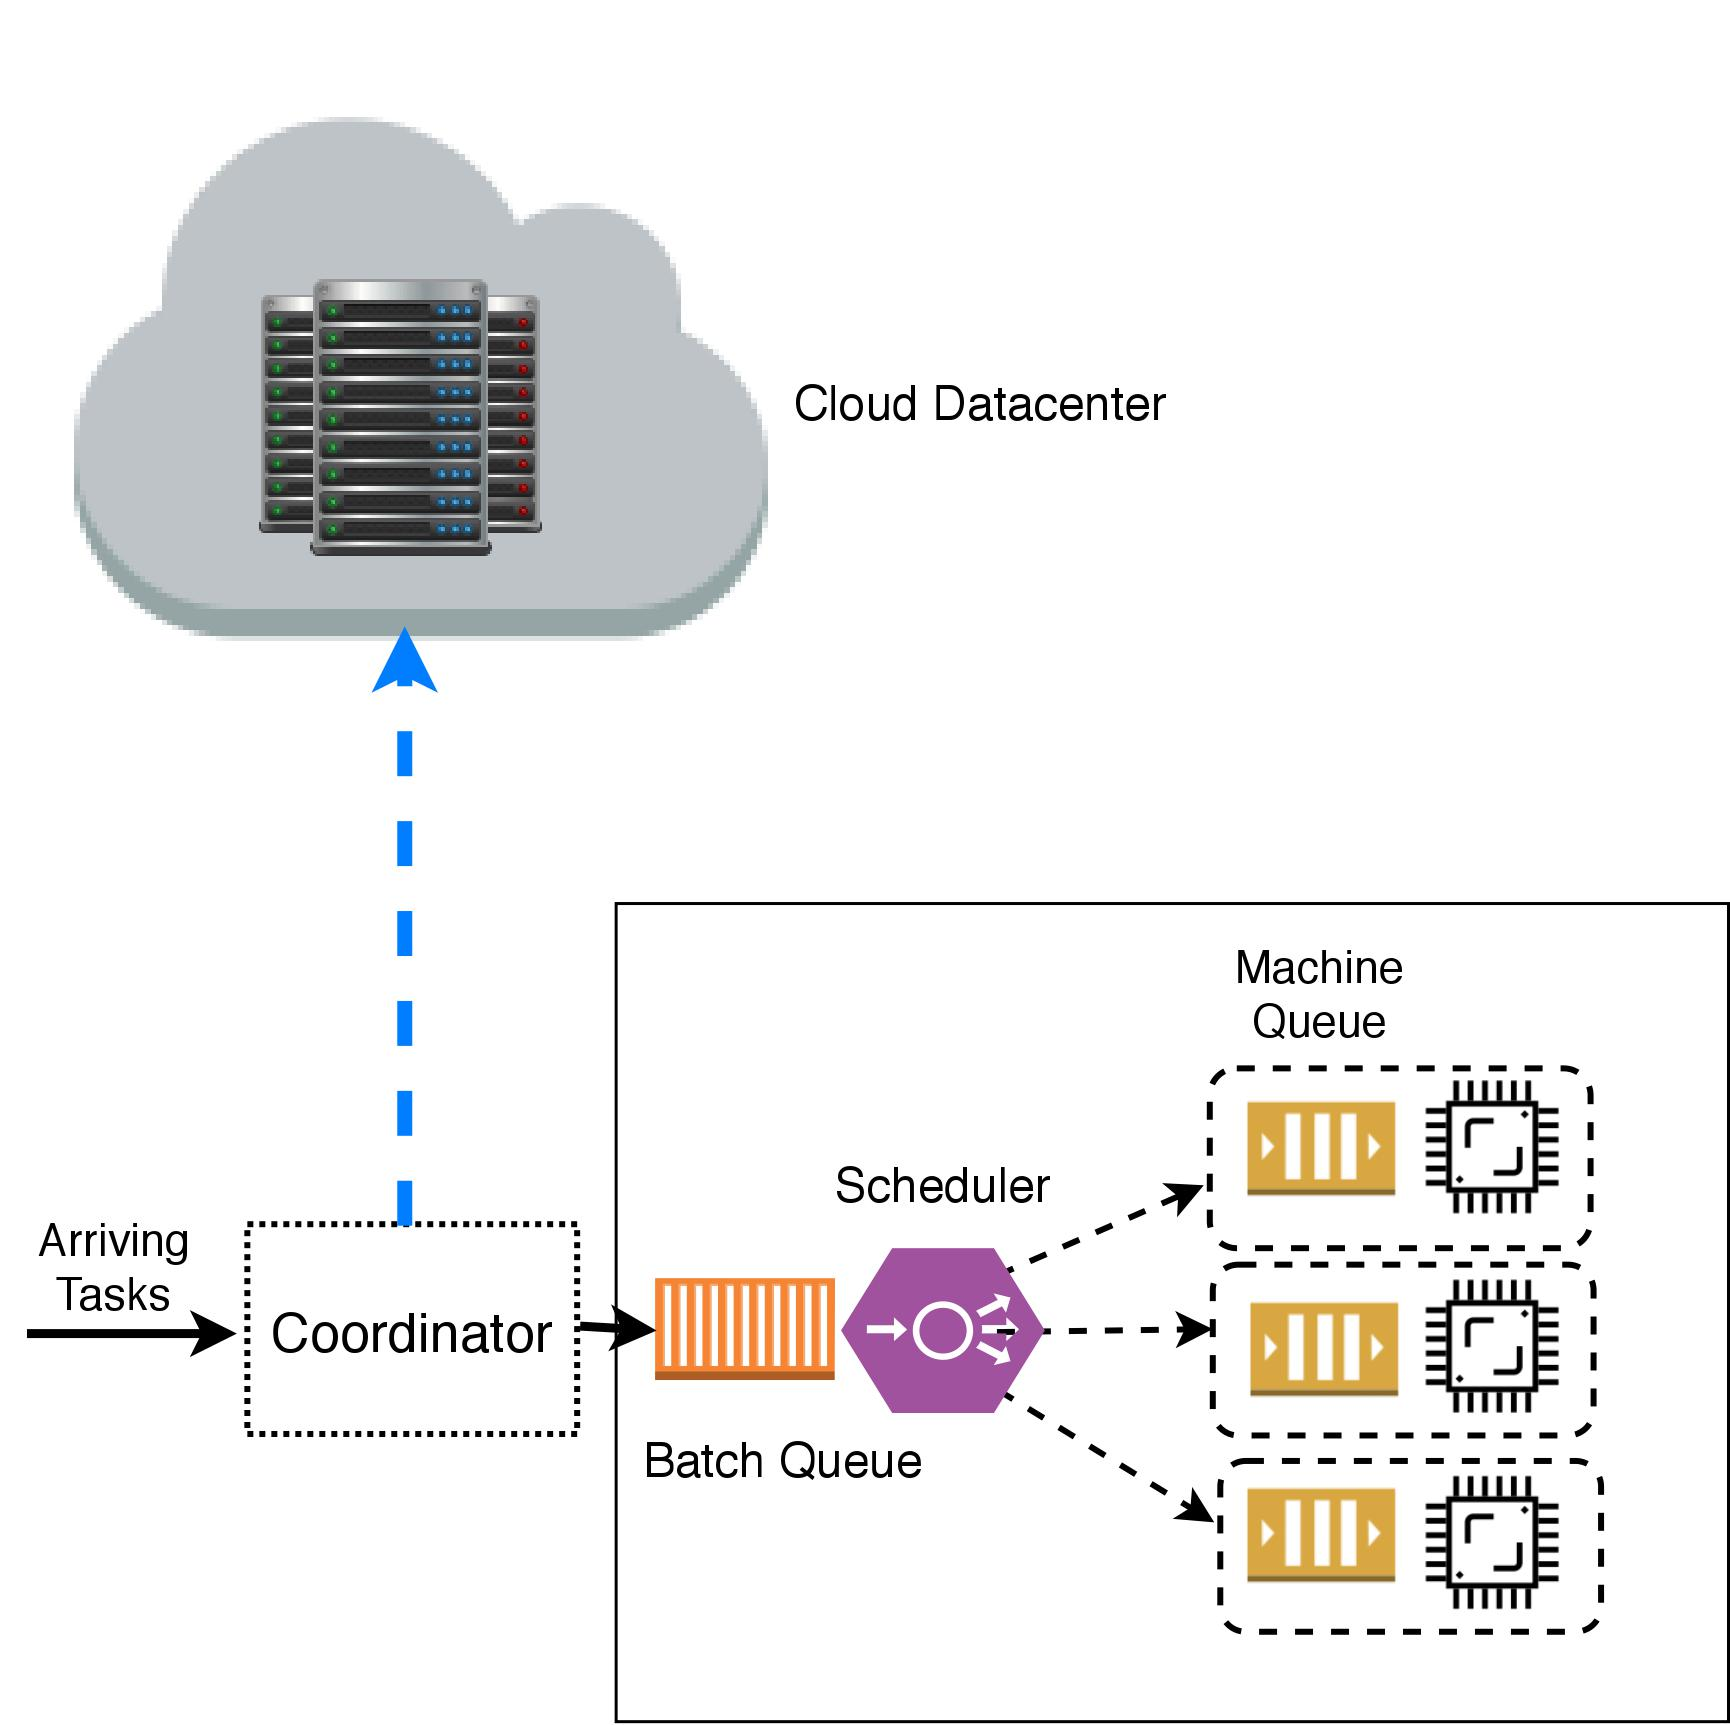 Cloud Datacenter
Machine
Queue
Scheduler
Arriving
Tasks
Coordinator
Batch Queue